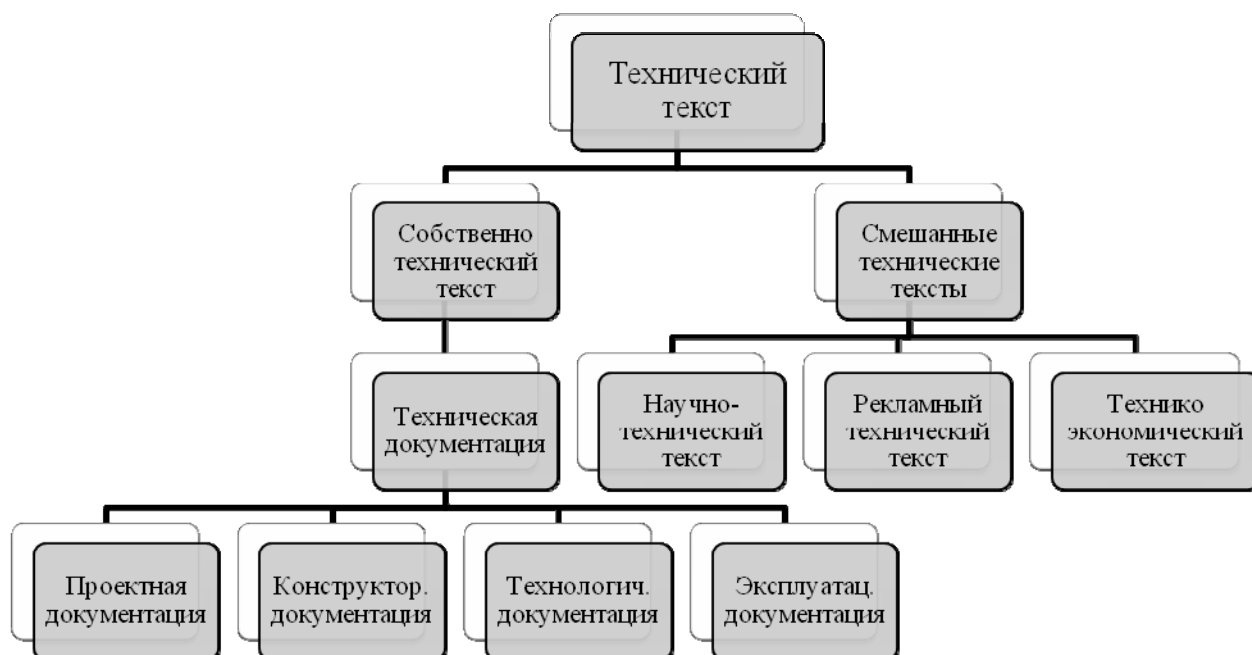 Технический
текст
Собственно
технический
текст
Смешанные
технические
тексты
Техническая
документация
Научно-
технический
текст
Рекламный
технический
текст
Технико
экономический
текст
Проектная
документация
Конструктор.
документация
Технологич.
документация
Эксплуатац.
документация